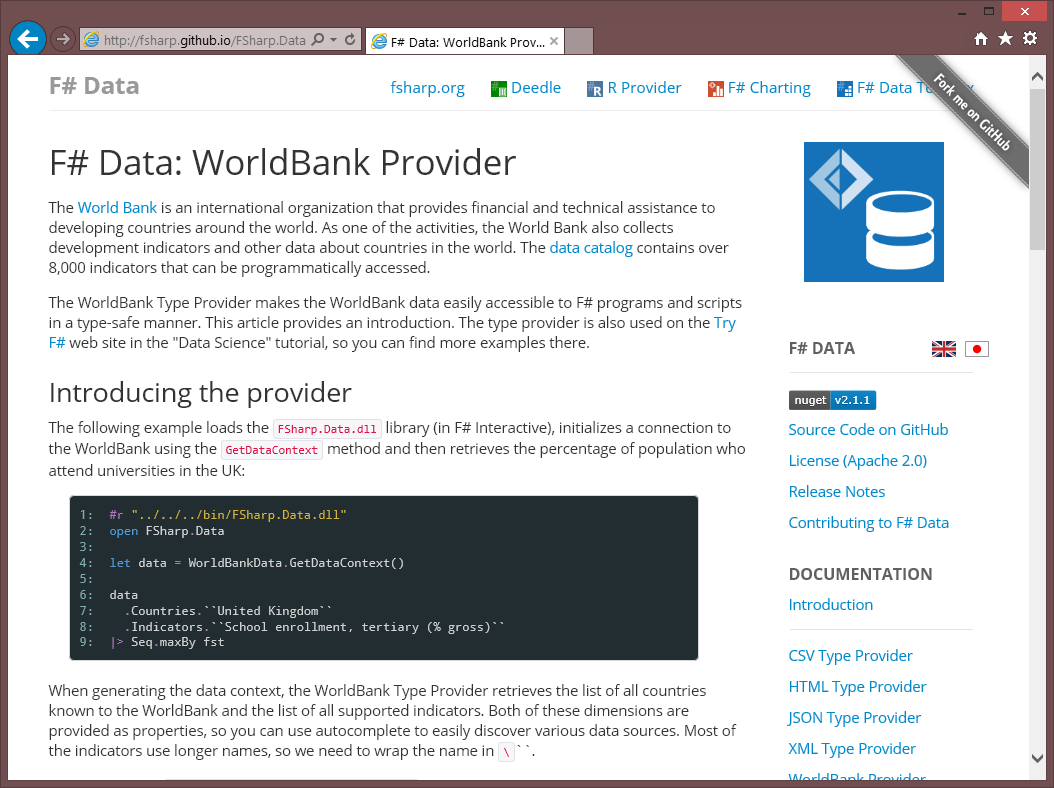 http://fsharp.github.io/FSharp.Data
F# Data: WorldBank Prov...
F# Data
fsharp.org
Deedle
R Provider
F# Charting
F# Data
Fork me on GitHub
F# Data: WorldBank Provider
The World Bank is an international organization that provides financial and technical assistance to
developing countries around the world. As one of the activities, the World Bank also collects
development indicators and other data about countries in the world. The data catalog contains over
8,000 indicators that can be programmatically accessed.
The WorldBank Type Provider makes the WorldBank data easily accessible to F# programs and scripts
in a type-safe manner. This article provides an introduction. The type provider is also used on the Try
F# web site in the "Data Science" tutorial, so you can find more examples there.
Introducing the provider
The following example loads the FSharp.Data.dll library (in F# Interactive), initializes a connection to
the WorldBank using the GetDataContext method and then retrieves the percentage of population who
attend universities in the UK:
1: #r "../../../bin/FSharp.Data.dll"
2: open FSharp.Data
3:
4: let data = WorldBankData.GetDataContext()
5:
6: data
7:   .Countries.``United Kingdom``
8:   .Indicators.``School enrollment, tertiary (% gross)``
9: |> Seq.maxBy fst
When generating the data context, the WorldBank Type Provider retrieves the list of all countries
known to the WorldBank and the list of all supported indicators. Both of these dimensions are
provided as properties, so you can use autocomplete to easily discover various data sources. Most of
the indicators use longer names, so we need to wrap the name in \``.
F# DATA
nuget v2.1.1
Source Code on GitHub
License (Apache 2.0)
Release Notes
Contributing to F# Data
DOCUMENTATION
Introduction
CSV Type Provider
HTML Type Provider
JSON Type Provider
XML Type Provider
WorldBank Provider